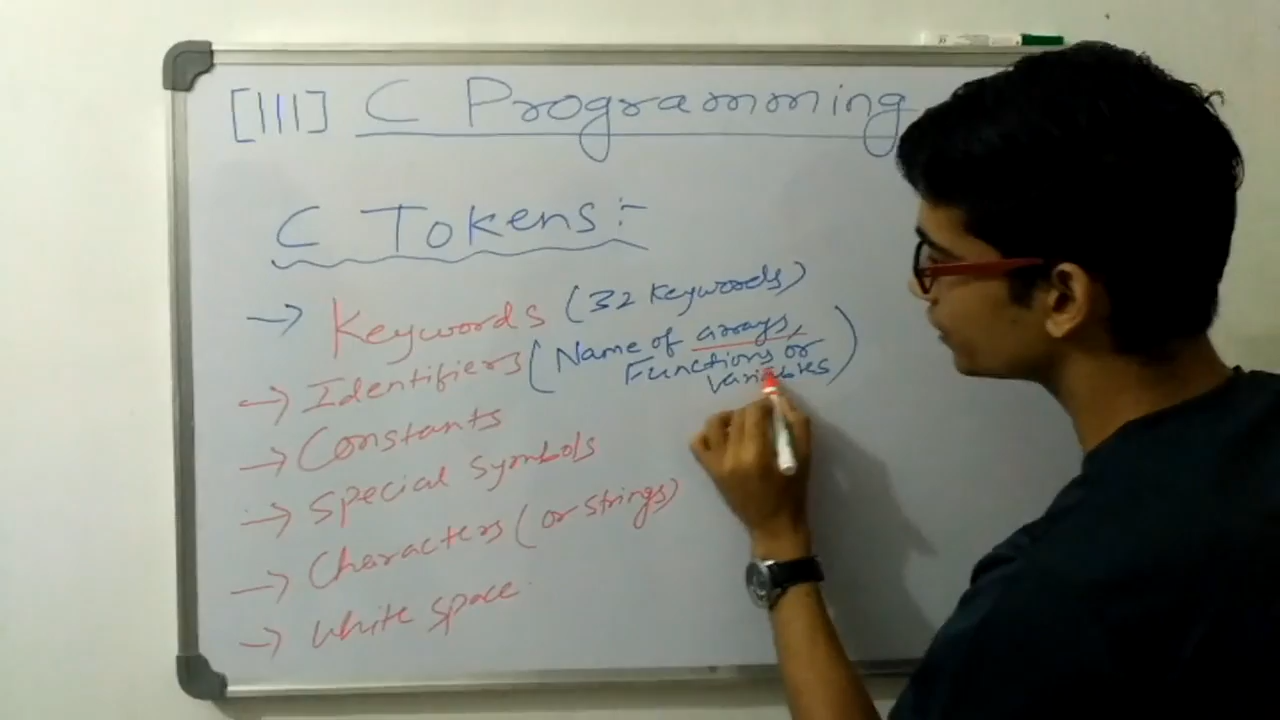 [III] C Programming
C Tokens:-
→ Keywords (32 Keywords)
→ Identifiers (Name of arrays,
Functions or
Variables)
→ Constants
→ Special Symbols
→ Characters (or strings)
→ White space